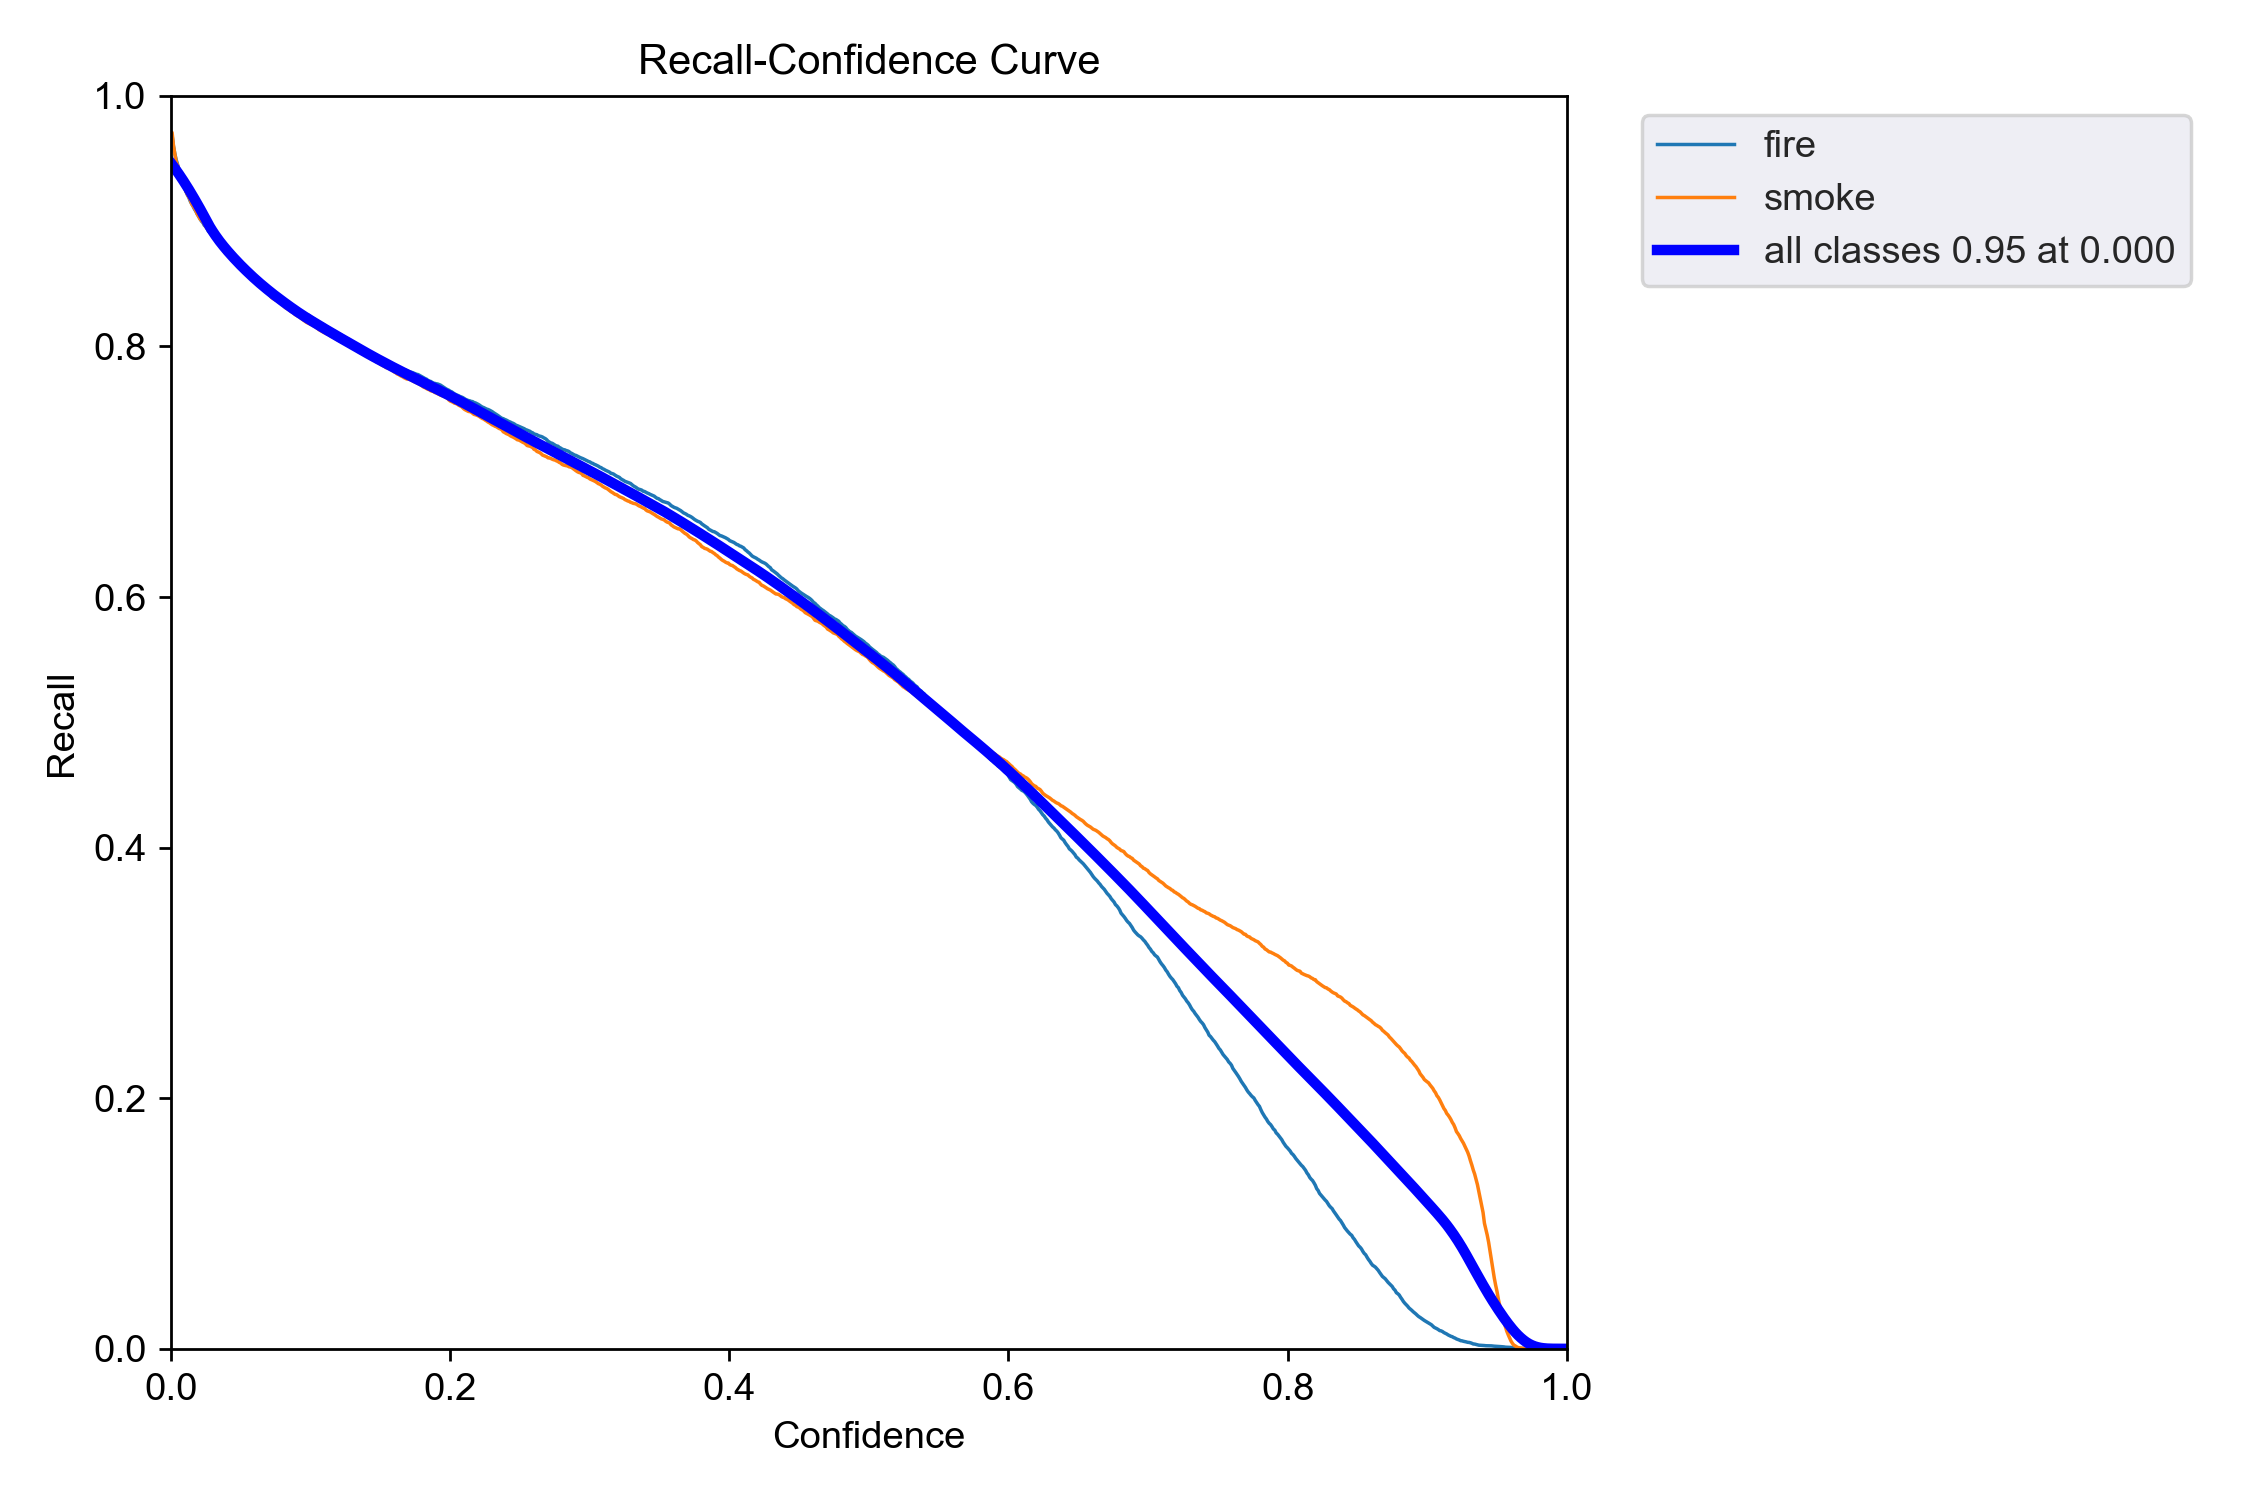 Recall-Confidence Curve
1.0
0.8
0.6
0.4
0.2
0.0
Recall
0.0 0.2 0.4 0.6 0.8 1.0
Confidence
fire
smoke
all classes 0.95 at 0.000